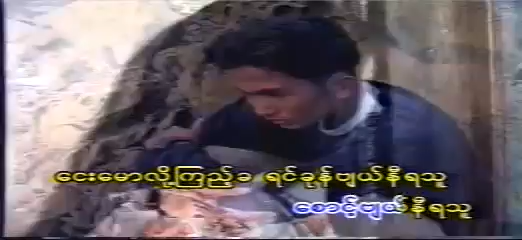 ငေးမောလို့ကြည့်ခ ရင်ခုန်ဗျယ်နီရသူ
စောင့်ဗျယ်နီရသူ